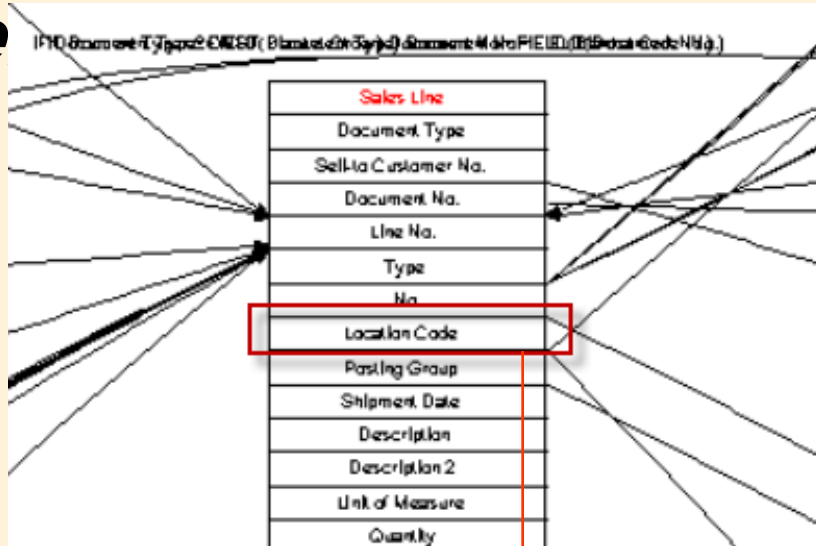 Sales Line
Document Type
Sell-to Customer No.
Document No.
Line No.
Type
No.
Location Code
Posting Group
Shipment Date
Description
Description 2
Unit of Measure
Quantity